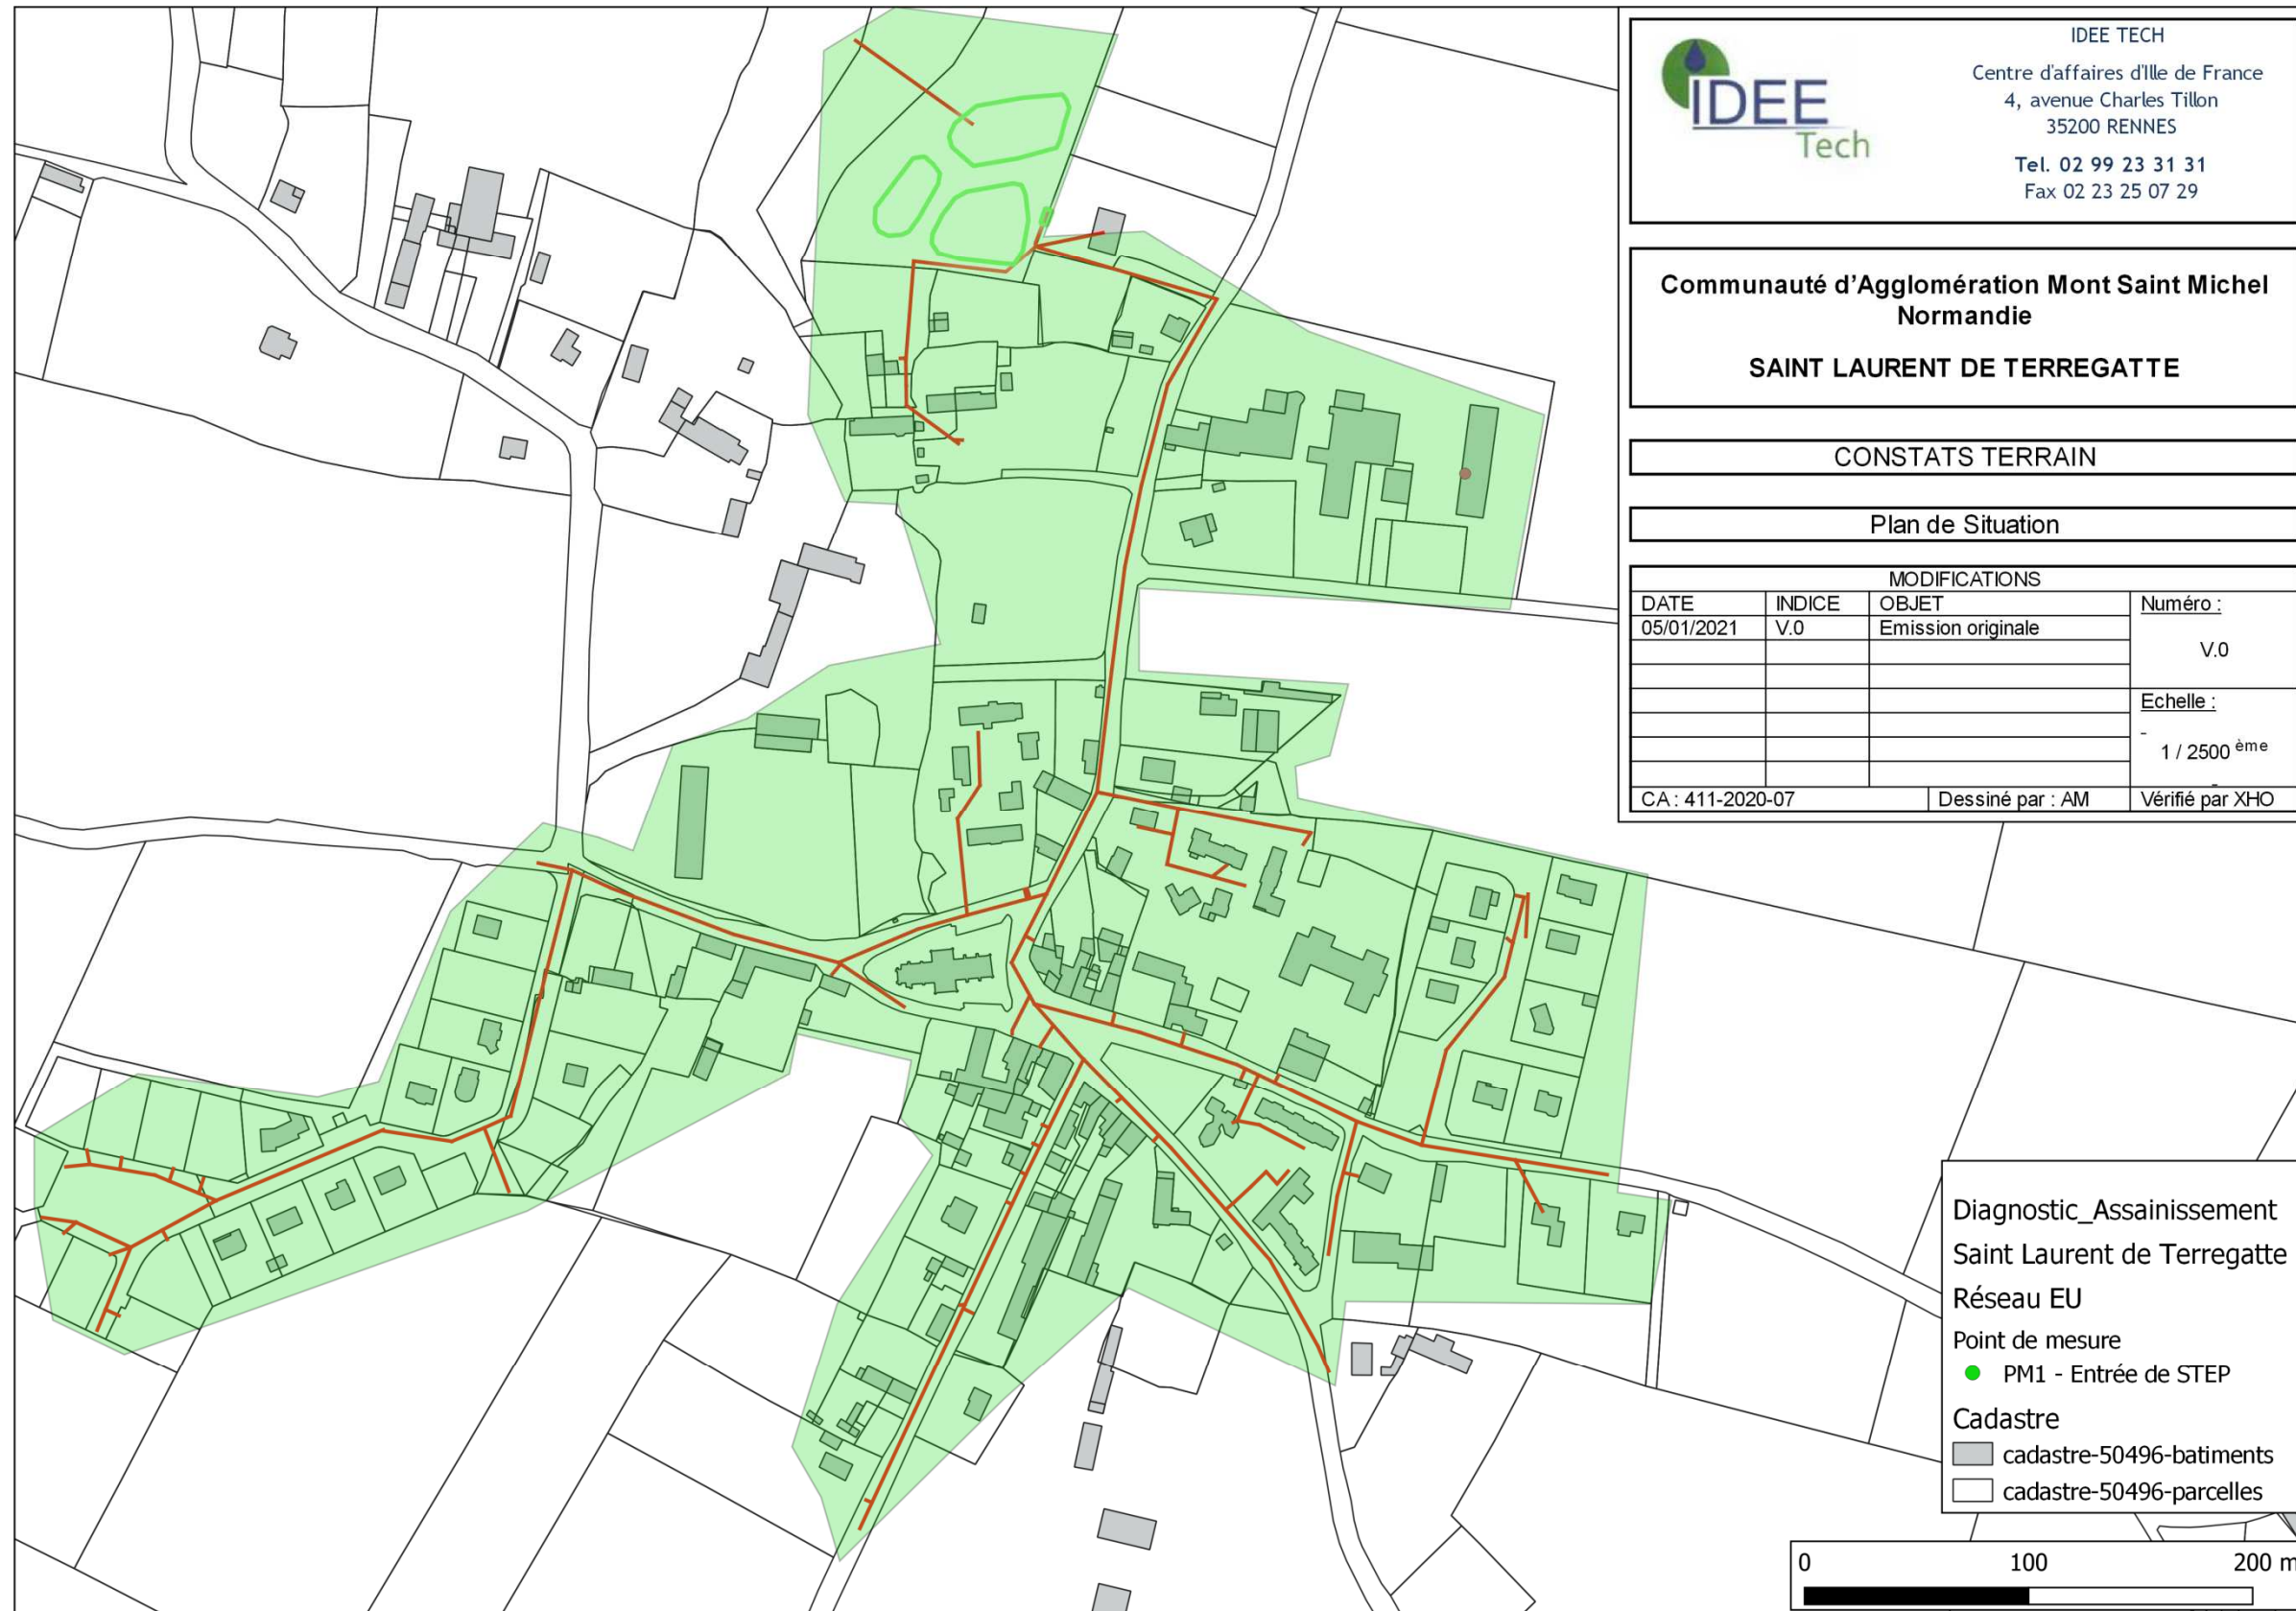 IDEE
Tech
IDEE TECH
Centre d'affaires d'Ille de France
4, avenue Charles Tillon
35200 RENNES
Tel. 02 99 23 31 31
Fax 02 23 25 07 29
Communauté d'Agglomération Mont Saint Michel
Normandie
SAINT LAURENT DE TERREGATTE
CONSTATS TERRAIN
Plan de Situation
MODIFICATIONS
DATE INDICE OBJET Numéro :
05/01/2021 V.0 Emission originale
V.0
Echelle :
-
1 / 2500 ème
-
CA : 411-2020-07 Dessiné par : AM Vérifié par XHO
Diagnostic_Assainissement
Saint Laurent de Terregatte
Réseau EU
Point de mesure
PM1 - Entrée de STEP
Cadastre
cadastre-50496-batiments
cadastre-50496-parcelles
0 100 200 m